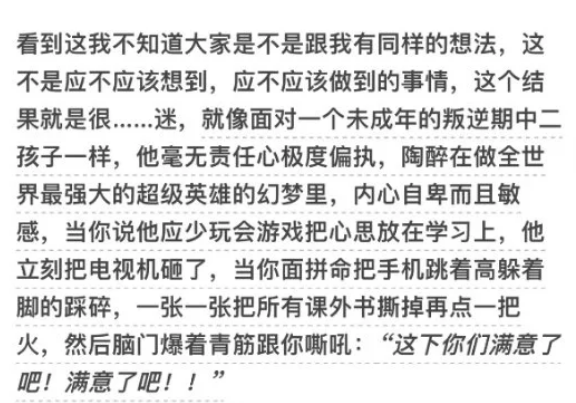 看到这我不知道大家是不是跟我有同样的想法，这
不是应不应该想到，应不应该做到的事情，这个结
果就是很......迷，就像面对一个未成年的叛逆期中二
孩子一样，他毫无责任心极度偏执，陶醉在做全世
界最强大的超级英雄的幻梦里，内心自卑而且敏
感，当你说他应少玩会游戏把心思放在学习上，他
立刻把电视机砸了，当你面拼命把手机跳着高躲着
脚的踩碎，一张一张把所有课外书撕掉再点一把
火，然后脑门爆着青筋跟你嘶吼：“这下你们满意了
吧！满意了吧！！”